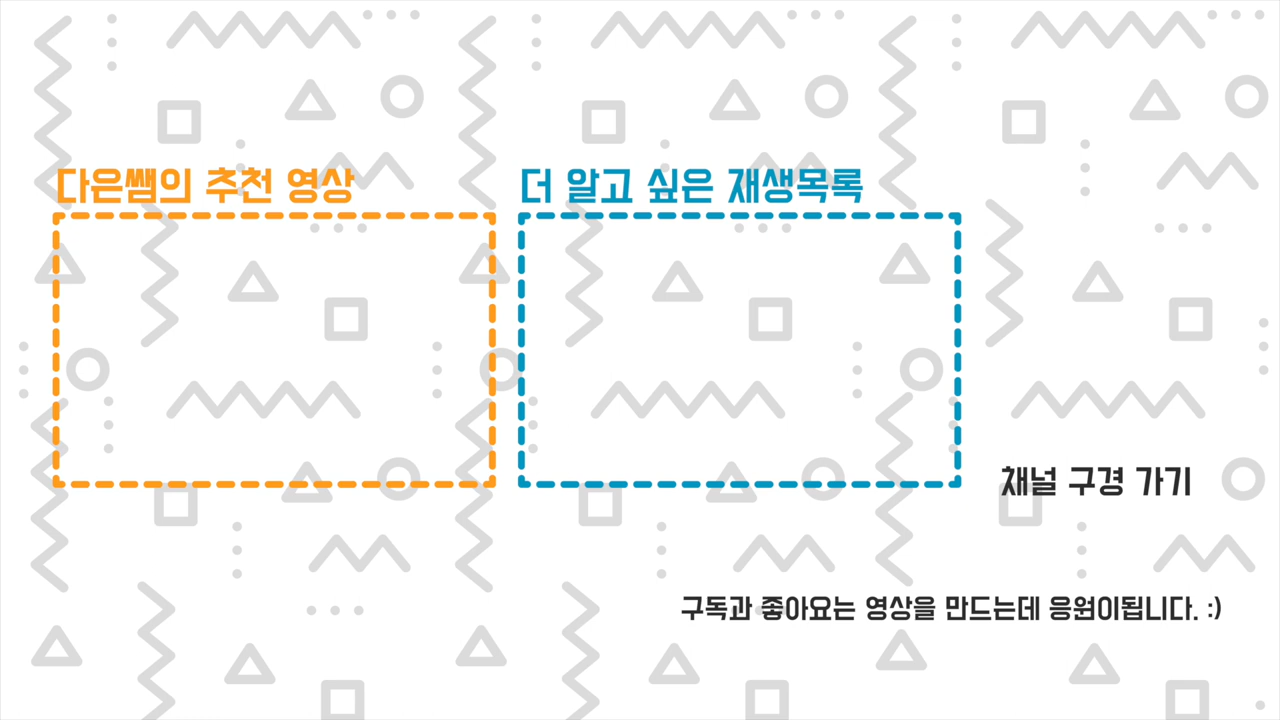 다은쌤의 추천 영상
더 알고 싶은 재생목록
채널 구경 가기
구독과 좋아요는 영상을 만드는데 응원이됩니다. :)